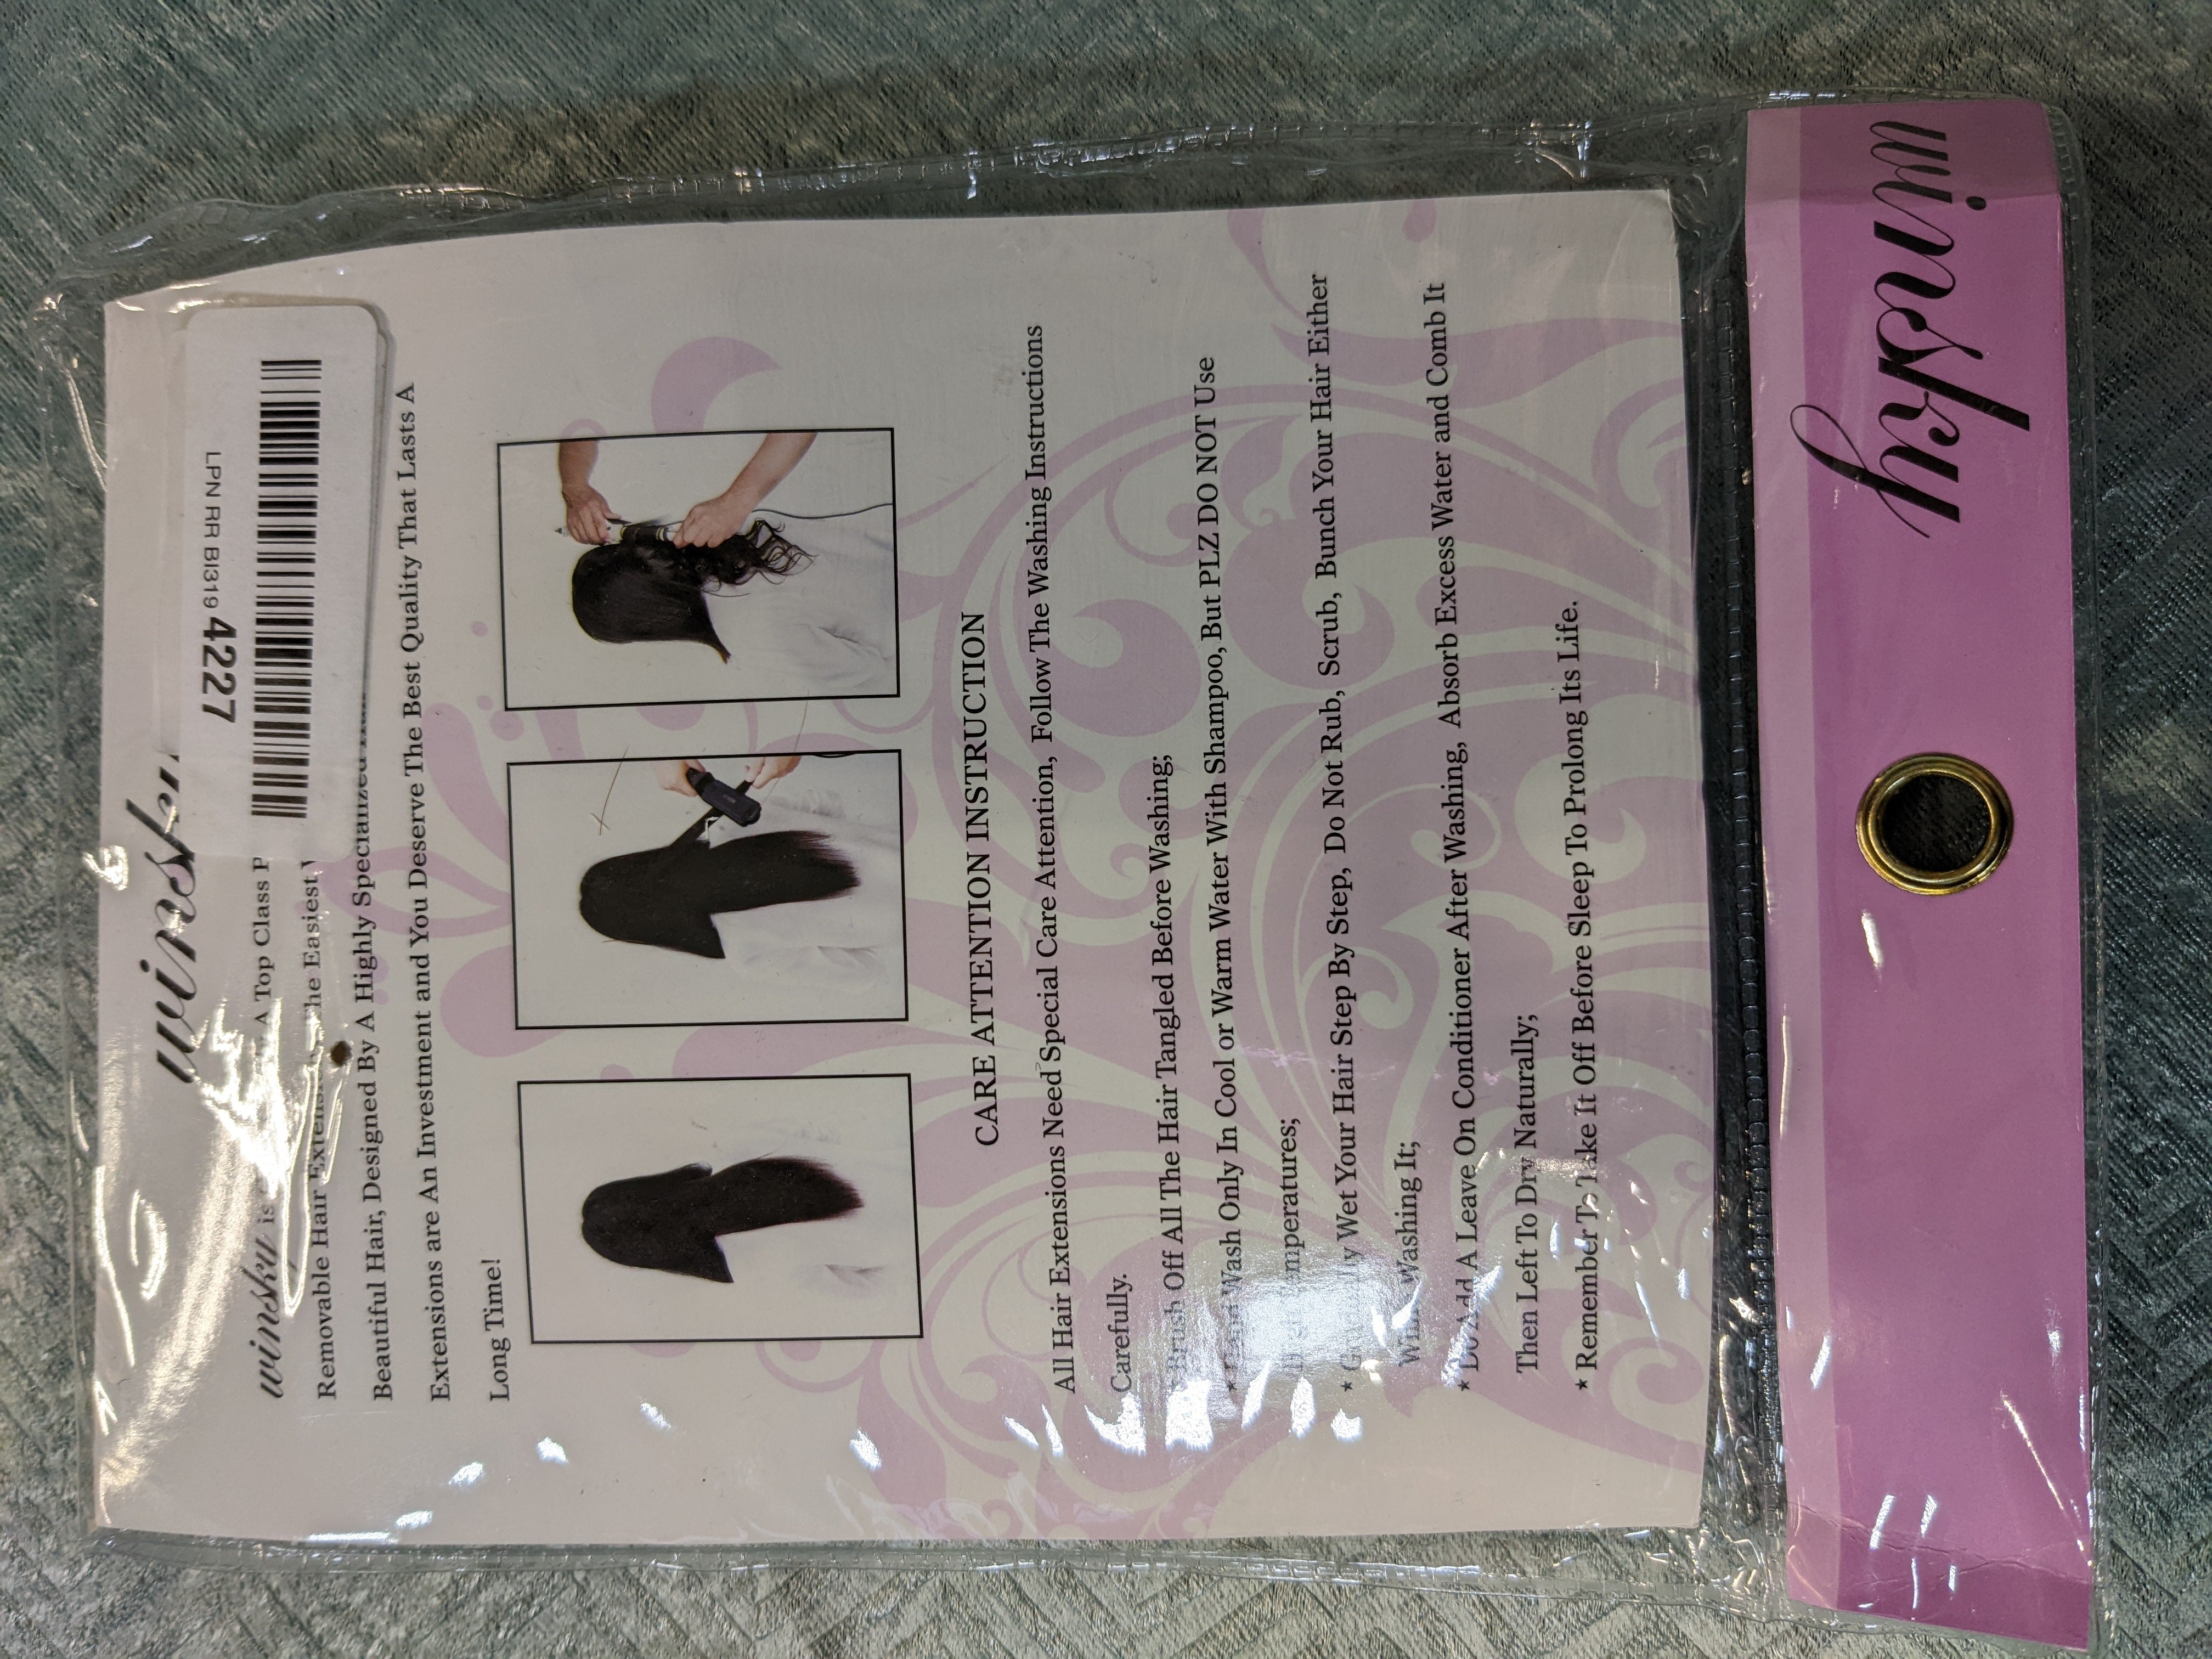 winsky
LPN RR BI319 4227
winsky is A Top Class P
Removable Hair The Easiest
Beautiful Hair, Designed By A Highly Specialized
Extensions are An Investment and You Deserve The Best Quality That Lasts A
Long Time!
CARE ATTENTION INSTRUCTION
All Hair Extensions Need Special Care Attention, Follow The Washing Instructions
Carefully.
Brush Off All The Hair Tangled Before Washing;
* Wash Only In Cool or Warm Water With Shampoo, But PLZ DO NOT Use
* Wet Your Hair Step By Step, Do Not Rub, Scrub, Bunch Your Hair Either
Washing It;
* Do Add A Leave On Conditioner After Washing, Absorb Excess Water and Comb It
Then Left To Dry Naturally;
* Remember To Take It Off Before Sleep To Prolong Its Life.
winsky